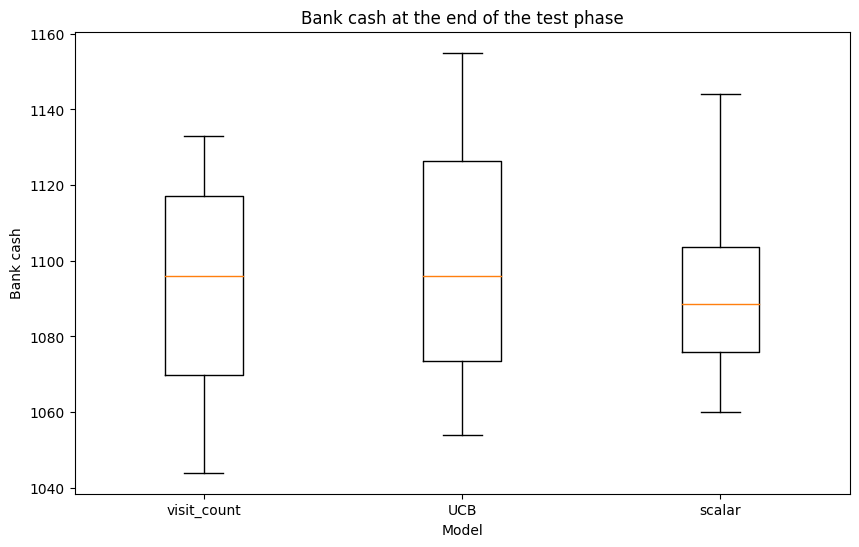 Bank cash at the end of the test phase
1160
1140
1120
1100
1080
1060
1040
Bank cash
visit_count
UCB
scalar
Model